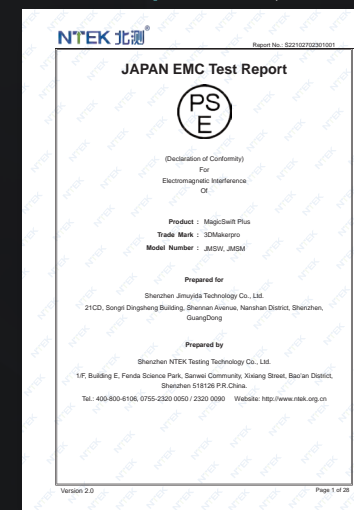 NTEK 北测®
Report No.: S22102702301001
JAPAN EMC Test Report
PS
E
(Declaration of Conformity)
For
Electromagnetic Interference
Of
Product : MagicSwift Plus
Trade Mark : 3DMakerpro
Model Number : JMSW, JMSM
Prepared for
Shenzhen Jimuyida Technology Co., Ltd.
21CD, Songri Dingsheng Building, Shennan Avenue, Nanshan District, Shenzhen,
GuangDong
Prepared by
Shenzhen NTEK Testing Technology Co., Ltd.
1/F, Building E, Fenda Science Park, Sanwei Community, Xixiang Street, Bao'an District,
Shenzhen 518126 P.R.China.
Tel.: 400-800-6106, 0755-2320 0050 / 2320 0090 Website: http://www.ntek.org.cn
Version 2.0
Page 1 of 28